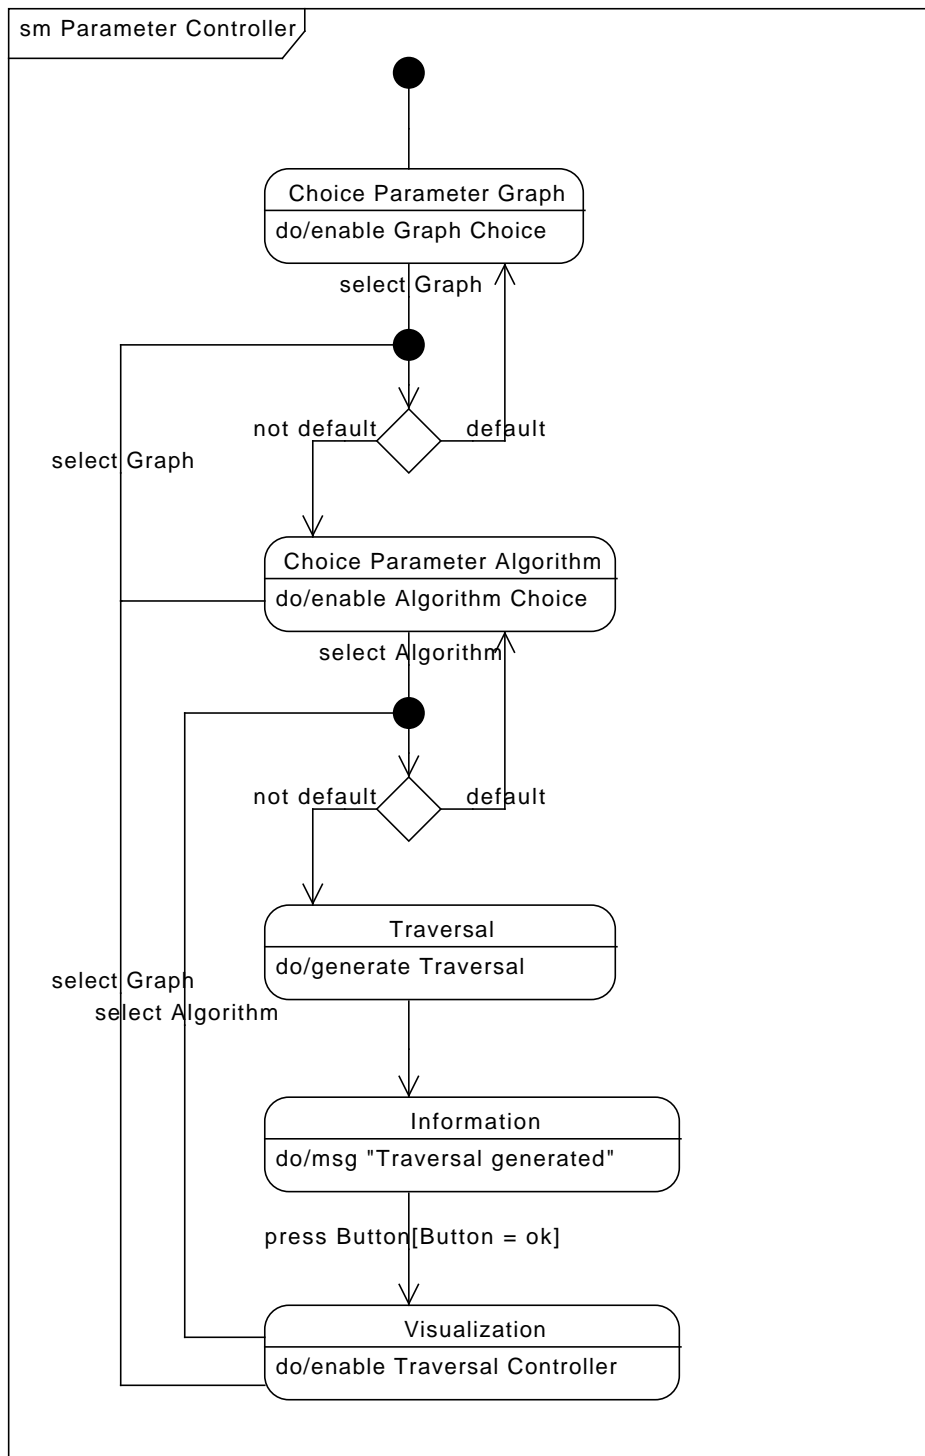 sm Parameter Controller
Choice Parameter Graph
do/enable Graph Choice
select Graph
not default
default
select Graph
Choice Parameter Algorithm
do/enable Algorithm Choice
select Algorithm
not default
default
Traversal
do/generate Traversal
select Graph
select Algorithm
Information
do/msg "Traversal generated"
press Button[Button = ok]
Visualization
do/enable Traversal Controller